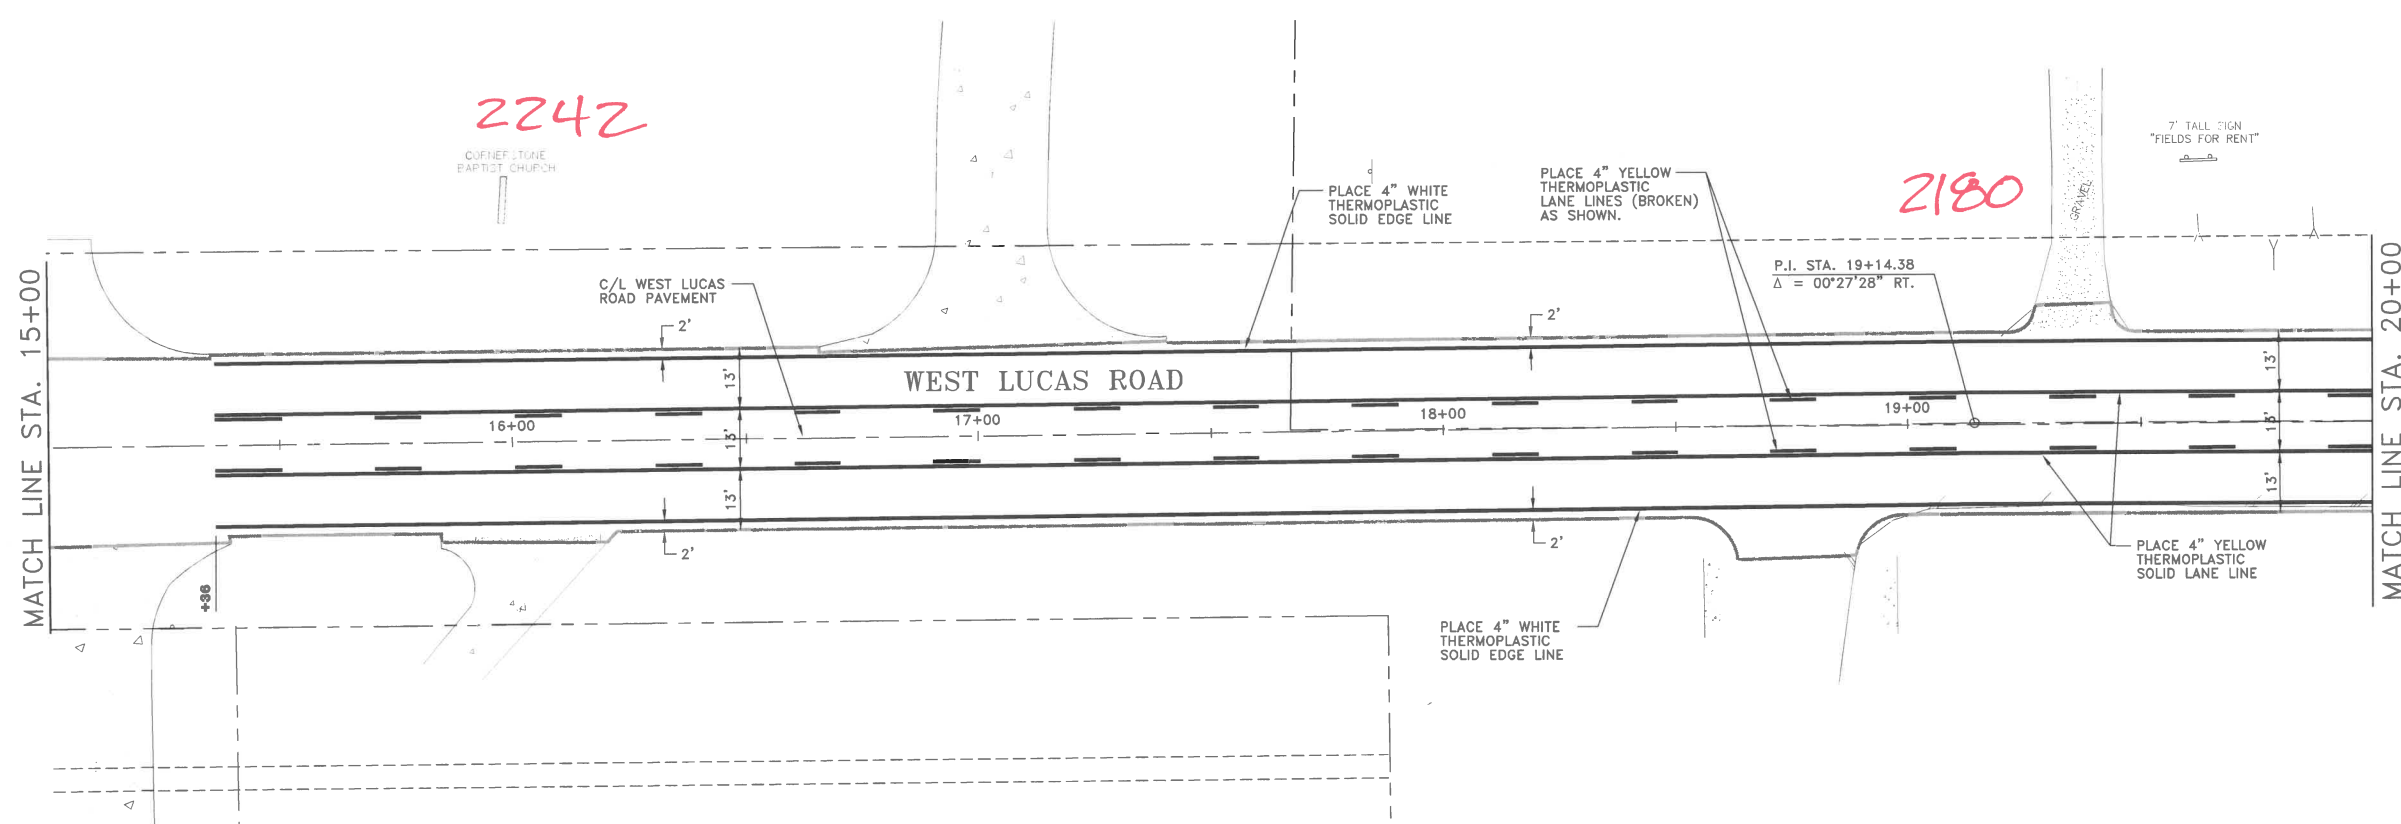 2242
CORNERSTONE
BAPTIST CHURCH
PLACE 4" WHITE
THERMOPLASTIC
SOLID EDGE LINE
PLACE 4" YELLOW
THERMOPLASTIC
LANE LINES (BROKEN)
AS SHOWN.
2180
GRAVEL
7' TALL SIGN
"FIELDS FOR RENT"
C/L WEST LUCAS
ROAD PAVEMENT
P.I. STA. 19+14.38
Δ = 00°27'28" RT.
MATCH LINE STA. 15+00
2'
2'
13'
13'
13'
WEST LUCAS ROAD
16+00
17+00
18+00
19+00
13'
13'
13'
MATCH LINE STA. 20+00
2'
2'
+36
PLACE 4" YELLOW
THERMOPLASTIC
SOLID LANE LINE
PLACE 4" WHITE
THERMOPLASTIC
SOLID EDGE LINE